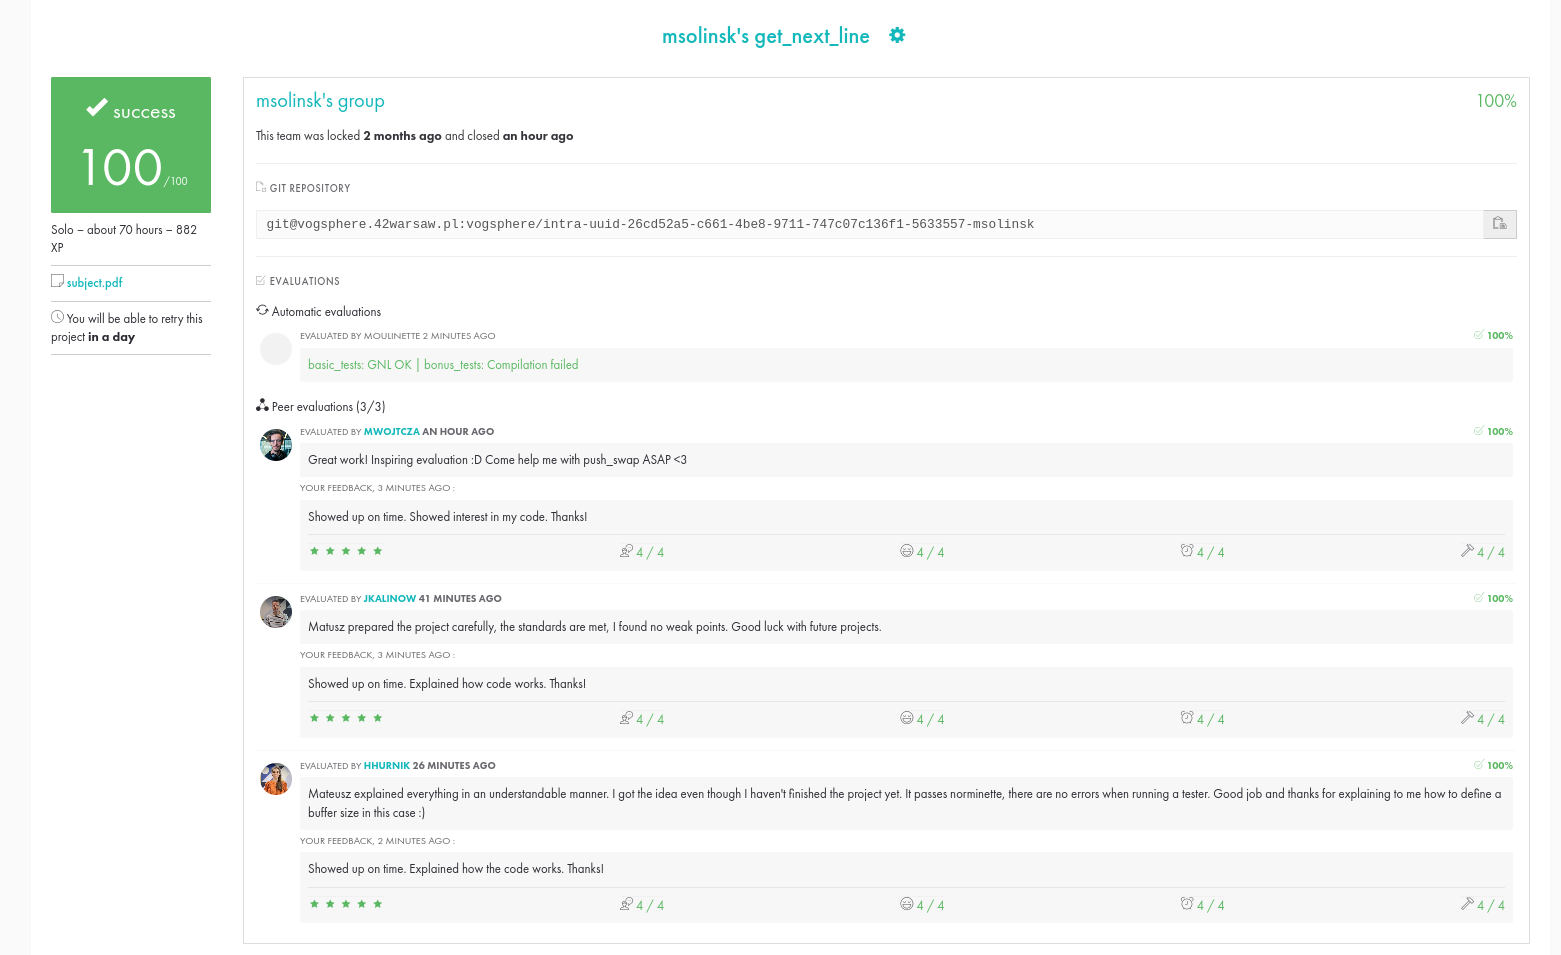 msolinsk's get_next_line
success
100/100
Solo – about 70 hours – 882
XP
subject.pdf
You will be able to retry this
project in a day
msolinsk's group
100%
This team was locked 2 months ago and closed an hour ago
GIT REPOSITORY
git@vogsphere.42warsaw.pl:vogsphere/intra-uuid-26cd52a5-c661-4be8-9711-747c07c136f1-5633557-msolinsk
EVALUATIONS
Automatic evaluations
EVALUATED BY MOULINETTE 2 MINUTES AGO
100%
basic_tests: GNL OK | bonus_tests: Compilation failed
Peer evaluations (3/3)
EVALUATED BY MWOJTCZA AN HOUR AGO
100%
Great work! Inspiring evaluation :D Come help me with push_swap ASAP <3
YOUR FEEDBACK, 3 MINUTES AGO :
Showed up on time. Showed interest in my code. Thanks!
4 / 4 4 / 4 4 / 4 4 / 4
EVALUATED BY JKALINOW 41 MINUTES AGO
100%
Matusz prepared the project carefully, the standards are met, I found no weak points. Good luck with future projects.
YOUR FEEDBACK, 3 MINUTES AGO :
Showed up on time. Explained how code works. Thanks!
4 / 4 4 / 4 4 / 4 4 / 4
EVALUATED BY HHURNIK 26 MINUTES AGO
100%
Mateusz explained everything in an understandable manner. I got the idea even though I haven't finished the project yet. It passes norminette, there are no errors when running a tester. Good job and thanks for explaining to me how to define a
buffer size in this case :)
YOUR FEEDBACK, 2 MINUTES AGO :
Showed up on time. Explained how the code works. Thanks!
4 / 4 4 / 4 4 / 4 4 / 4